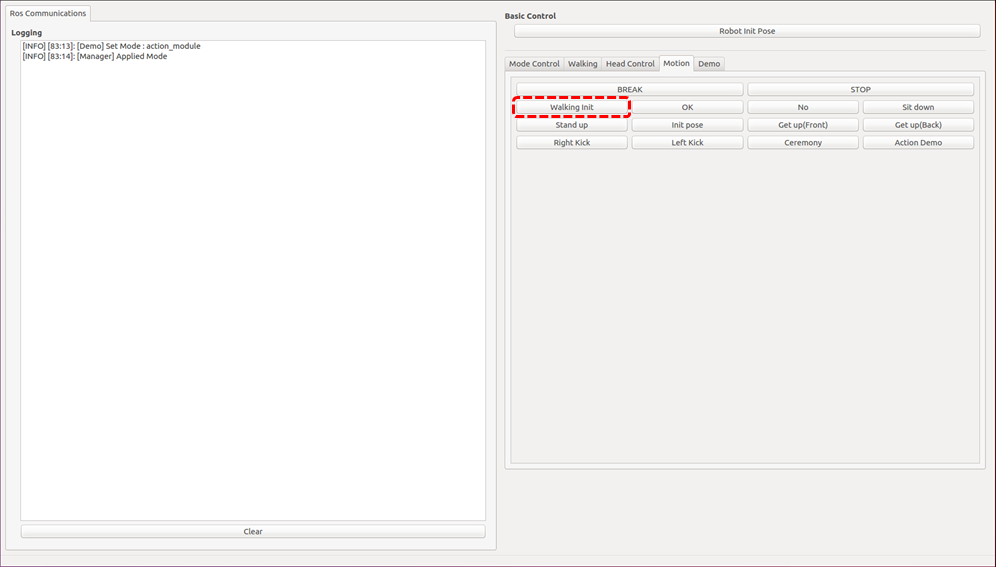 Ros Communications
Logging
[INFO] [83:13]: [Demo] Set Mode : action_module
[INFO] [83:14]: [Manager] Applied Mode
Clear
Basic Control
Robot Init Pose
Mode Control Walking Head Control Motion Demo
BREAK STOP
Walking Init OK No Sit down
Stand up Init pose Get up(Front) Get up(Back)
Right Kick Left Kick Ceremony Action Demo